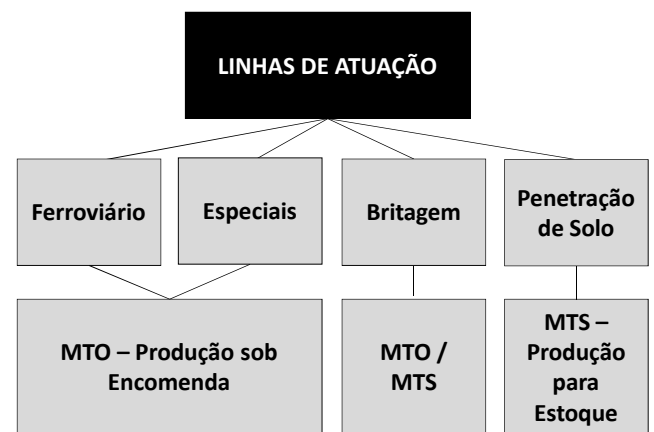 LINHAS DE ATUAÇÃO
Ferroviário
Especiais
Britagem
Penetração
de Solo
MTO – Produção sob
Encomenda
MTO /
MTS
MTS –
Produção
para
Estoque